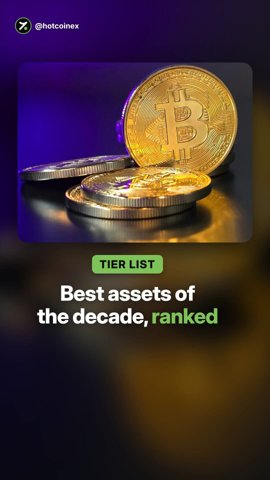 @hotcoinex
TIER LIST
Best assets of
the decade, ranked